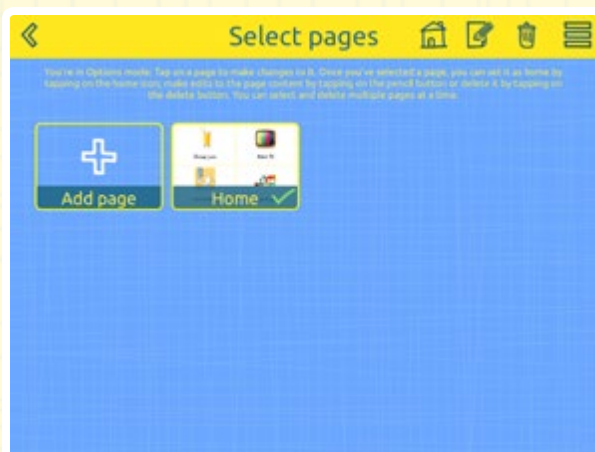 Select pages
You're in Options mode: Tap on a page to make changes to it. Once you've selected a page, you can set it as home by
tapping on the home icon, make edits to the page content by tapping on the pencil button or delete it by tapping on
the delete button. You can select and delete multiple pages at a time.
Add page
Home